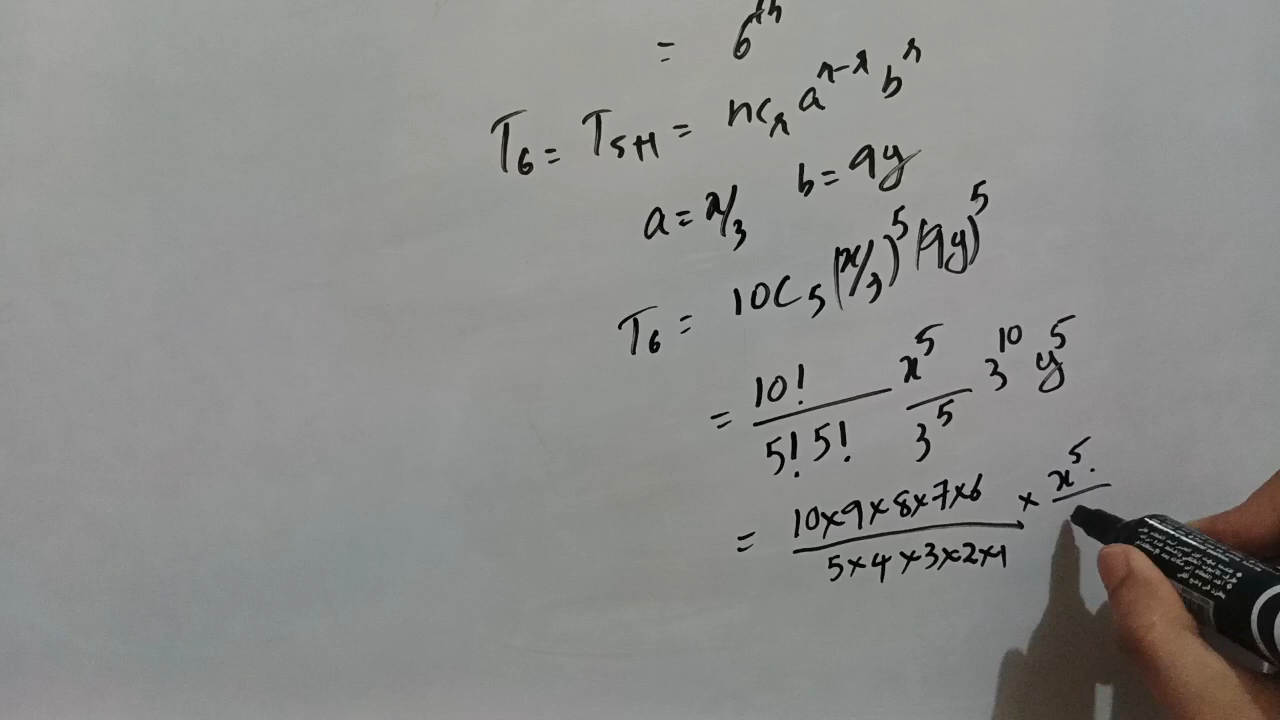 = 6th
T6 = T5+1 = nCr a^n-r b^r
a = x/3 b = 9y
T6 = 10C5 (x/3)^5 (9y)^5
= 10!/5!5! x^5/3^5 3^10 y^5
= 10×9×8×7×6/5×4×3×2×1 × x^5.